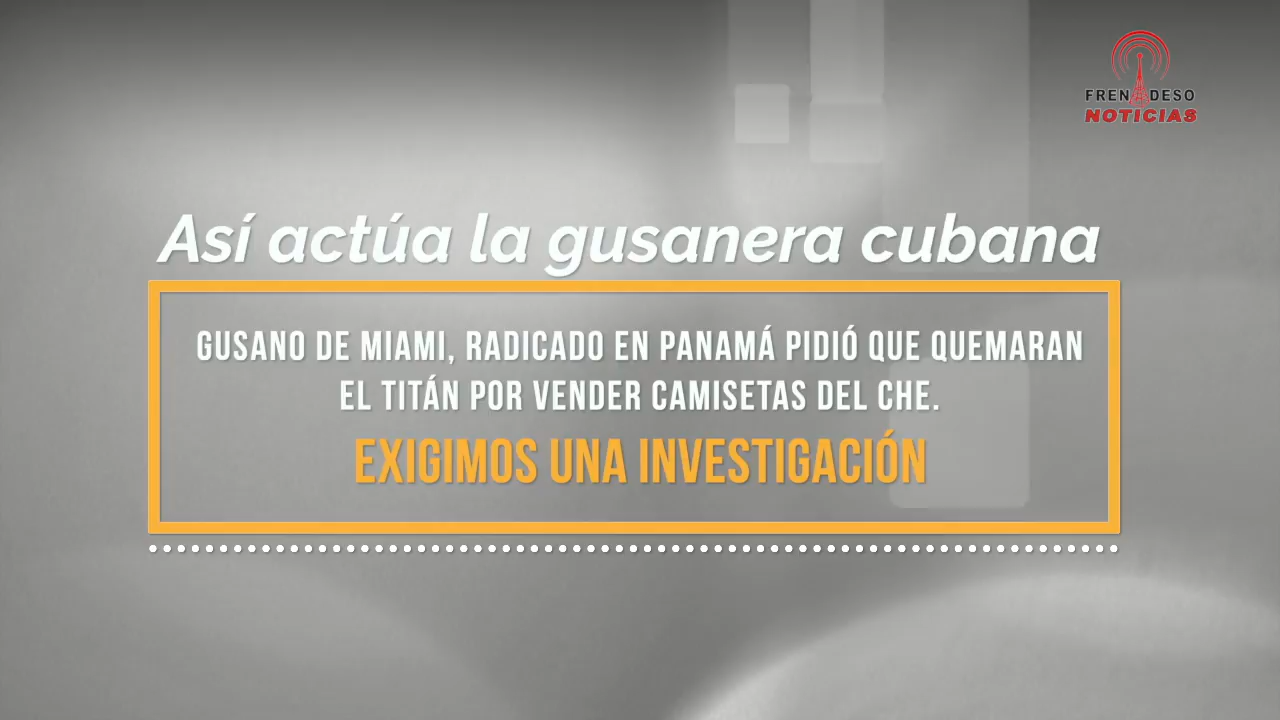 FRENADESO
NOTICIAS
Así actúa la gusanera cubana
GUSANO DE MIAMI, RADICADO EN PANAMÁ PIDIÓ QUE QUEMARAN
EL TITÁN POR VENDER CAMISETAS DEL CHE.
EXIGIMOS UNA INVESTIGACIÓN